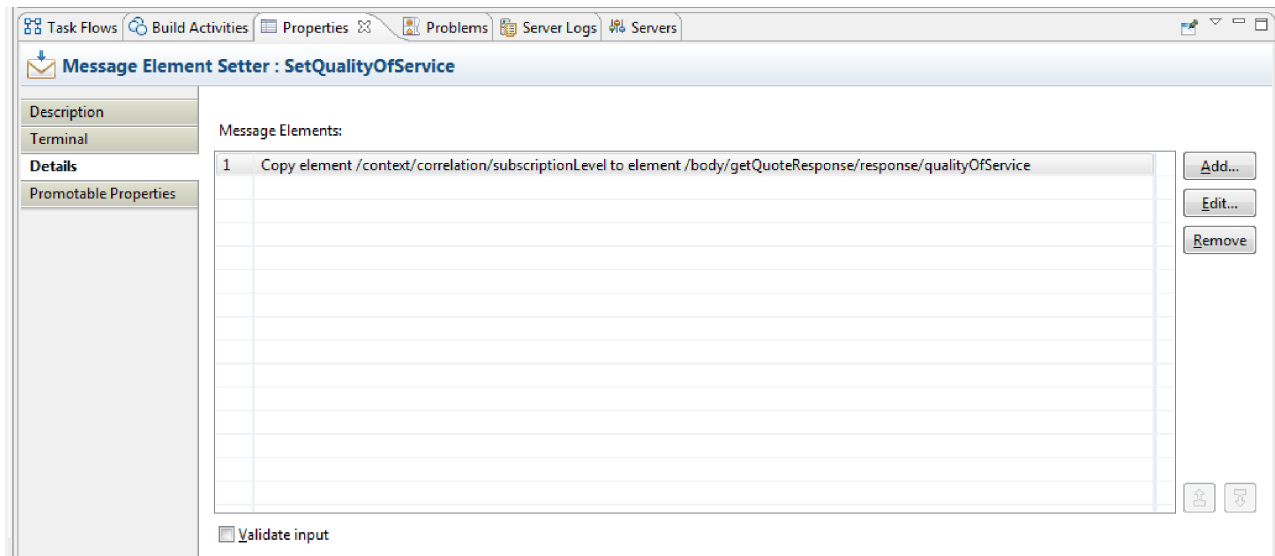 Task Flows Build Activities Properties Problems Server Logs Servers
Message Element Setter : SetQualityOfService
Description
Terminal
Details
Promotable Properties
Message Elements:
1 Copy element /context/correlation/subscriptionLevel to element /body/getQuoteResponse/response/qualityOfService
Add...
Edit...
Remove
Validate input